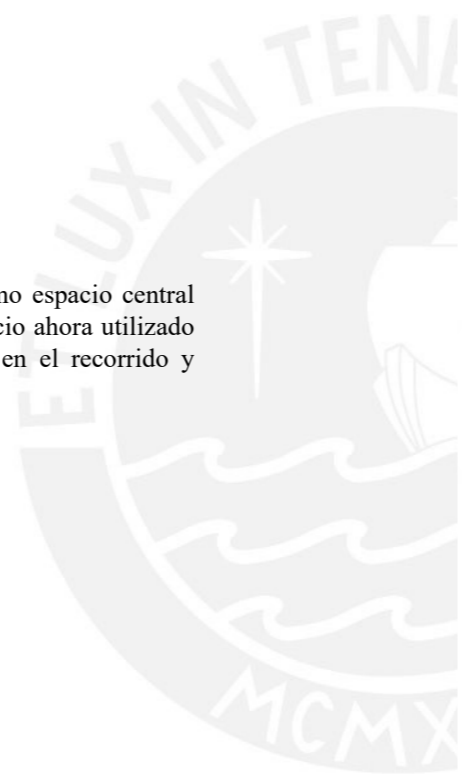 ET LUX IN TENE
no espacio central
cio ahora utilizado
en el recorrido y
MCMX